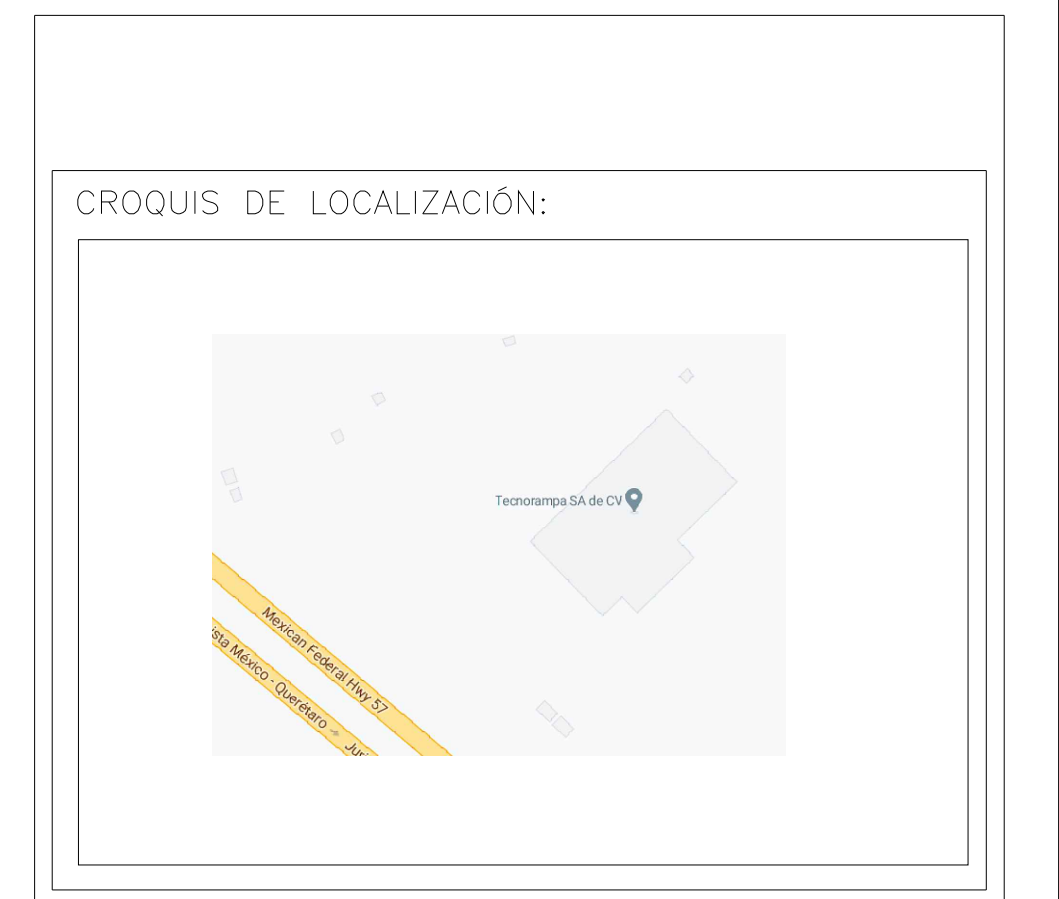 CROQUIS DE LOCALIZACIÓN:
Tecnorampa SA de CV
Mexican Federal Hwy 57
ista México - Querétaro →